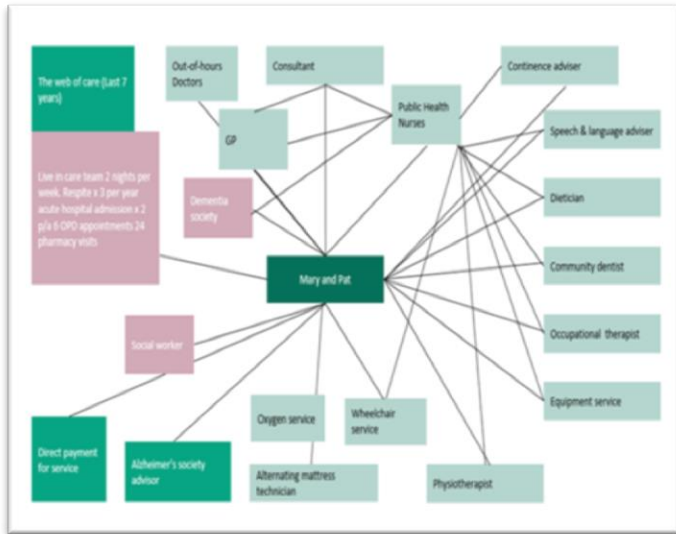 The web of care (Last 7
years)
Out-of-hours
Doctors
Consultant
Continence adviser
Public Health
Nurses
GP
Speech & language adviser
Live in care team 2 nights per
week. Respite x 3 per year
acute hospital admission x 2
p/a 6 OPD appointments 24
pharmacy visits
Dementia
society
Dietician
Mary and Pat
Community dentist
Social worker
Occupational therapist
Equipment service
Oxygen service
Wheelchair
service
Direct payment
for service
Alzheimer's society
advisor
Alternating mattress
technician
Physiotherapist